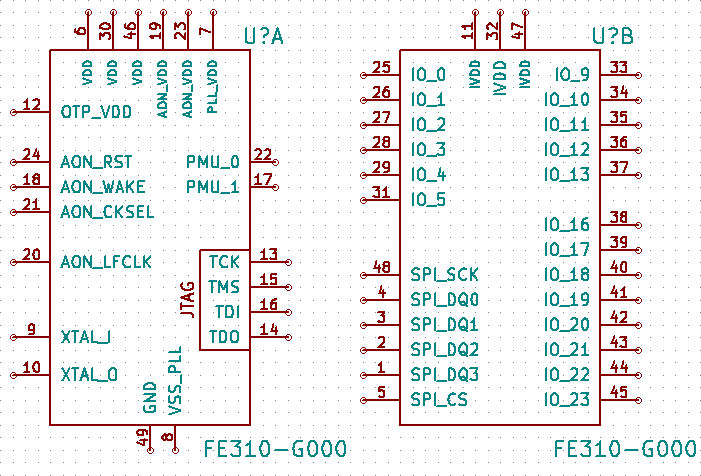 U?A
6 30 46 19 23 7
VDD VDD VDD AON_VDD AON_VDD PLL_VDD
12 OTP_VDD
24 AON_RST PMU_0 22
18 AON_WAKE PMU_1 17
21 AON_CKSEL
20 AON_LFCLK
JTAG
TCK 13
TMS 15
TDI 16
TDO 14
9 XTAL_I
10 XTAL_O
GND VSS_PLL
49 8
FE310-G000
U?B
11 32 47
IVDD IVDD IVDD
25 IO_0 IO_9 33
26 IO_1 IO_10 34
27 IO_2 IO_11 35
28 IO_3 IO_12 36
29 IO_4 IO_13 37
31 IO_5
IO_16 38
IO_17 39
48 SPI_SCK IO_18 40
4 SPI_DQ0 IO_19 41
3 SPI_DQ1 IO_20 42
2 SPI_DQ2 IO_21 43
1 SPI_DQ3 IO_22 44
5 SPI_CS IO_23 45
FE310-G000